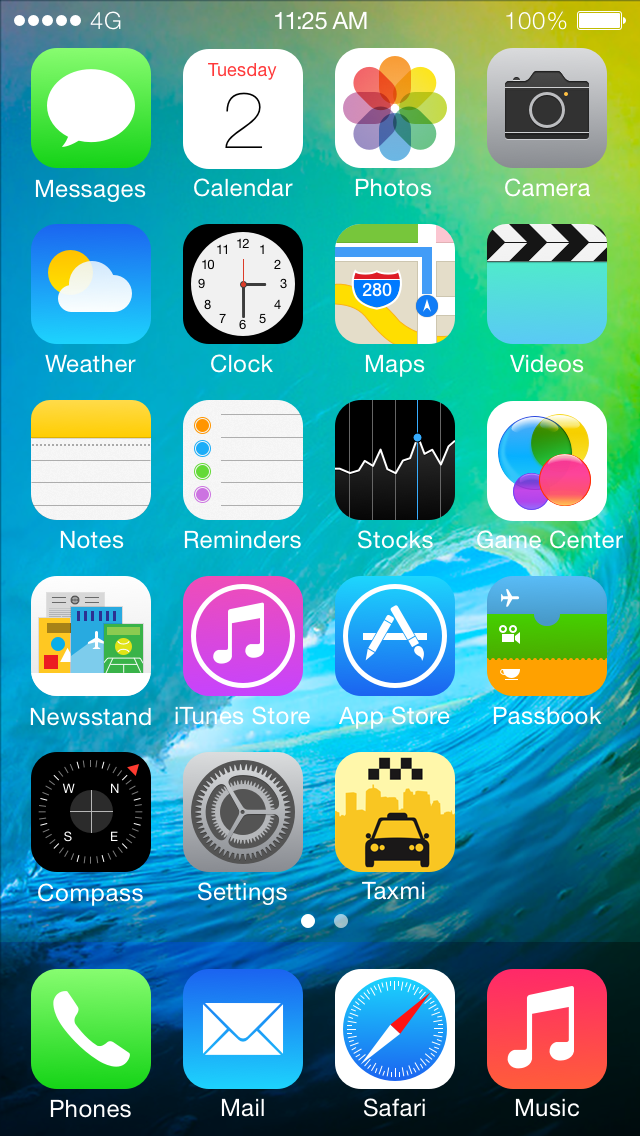 4G 11:25 AM 100%
Tuesday
2
Messages Calendar Photos Camera
12
11 1
10 2
9 3
8 4
7 5
6
280
Weather Clock Maps Videos
Notes Reminders Stocks Game Center
Newsstand iTunes Store App Store Passbook
W N
S E
Compass Settings Taxmi
Phones Mail Safari Music